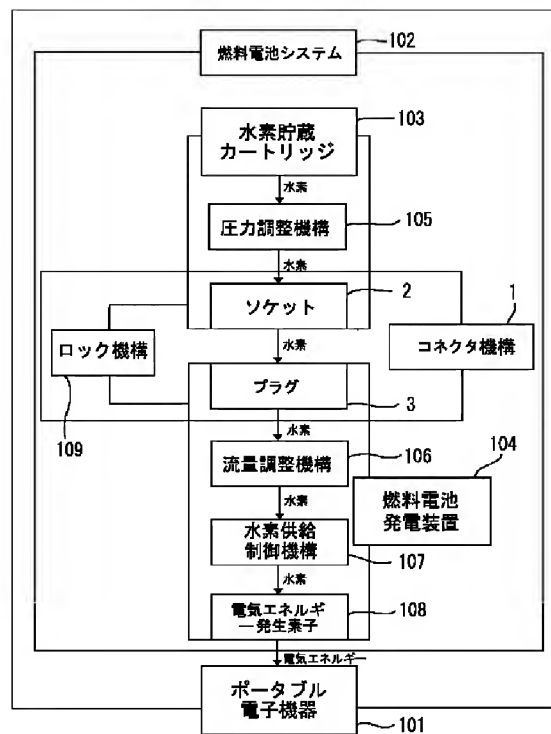 燃料電池システム
102
水素貯蔵
カートリッジ
103
水素
圧力調整機構
105
水素
ソケット
2
1
ロック機構
109
水素
コネクタ機構
プラグ
3
水素
流量調整機構
106
104
燃料電池
発電装置
水素
水素供給
制御機構
107
水素
電気エネルギ
ー発生素子
108
電気エネルギー
ポータブル
電子機器
101